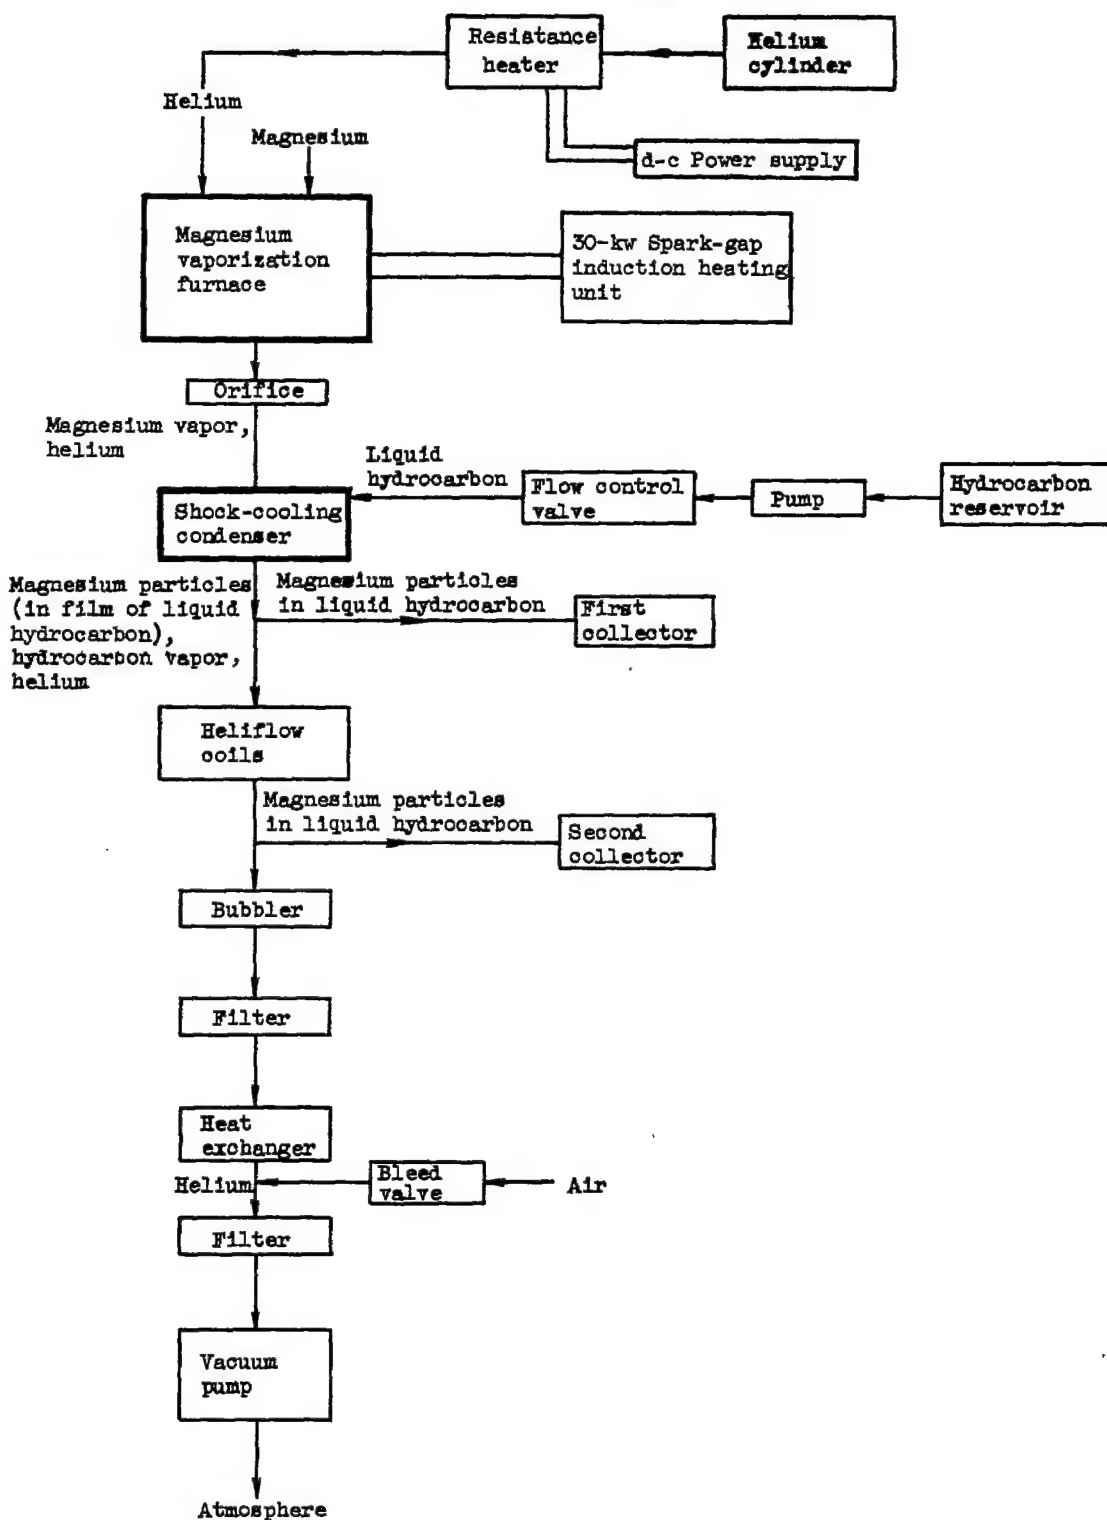 Resistance
heater
Helium
cylinder
Helium
Magnesium
d-c Power supply
Magnesium
vaporization
furnace
30-kw Spark-gap
induction heating
unit
Orifice
Magnesium vapor,
helium
Liquid
hydrocarbon
Flow control
valve
Pump
Hydrocarbon
reservoir
Shock-cooling
condenser
Magnesium particles
(in film of liquid
hydrocarbon),
hydrocarbon vapor,
helium
Magnesium particles
in liquid hydrocarbon
First
collector
Heliflow
coils
Magnesium particles
in liquid hydrocarbon
Second
collector
Bubbler
Filter
Heat
exchanger
Helium
Bleed
valve
Air
Filter
Vacuum
pump
Atmosphere